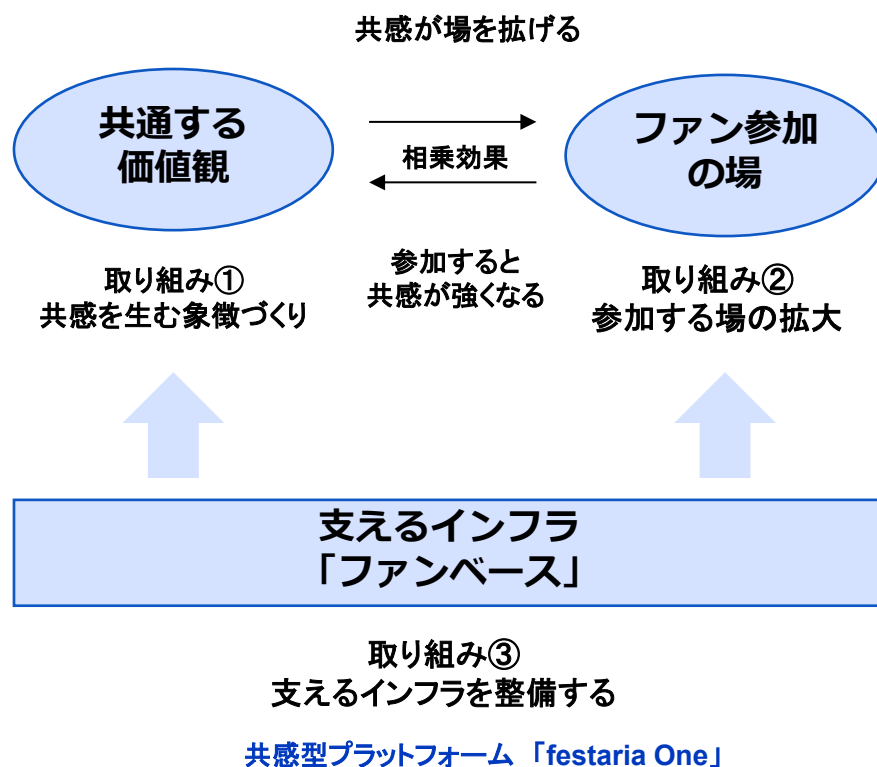 共感が場を拡げる
共通する
価値観
相乗効果
ファン参加
の場
取り組み①
共感を生む象徴づくり
参加すると
共感が強くなる
取り組み②
参加する場の拡大
支えるインフラ
「ファンベース」
取り組み③
支えるインフラを整備する
共感型プラットフォーム 「festaria One」